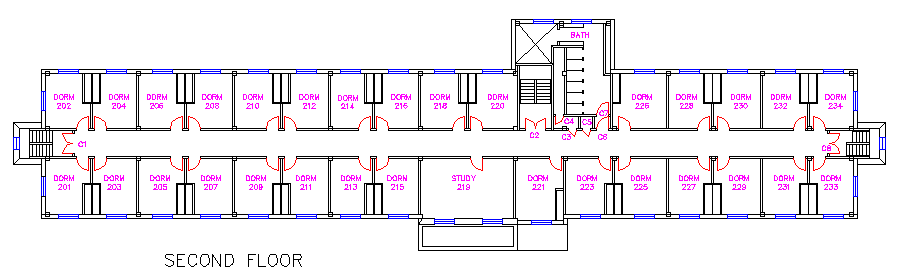 BATH
DORM 202
DORM 204
DORM 206
DORM 208
DORM 210
DORM 212
DORM 214
DORM 216
DORM 218
DORM 220
DORM 226
DORM 228
DORM 230
DORM 232
DORM 234
C1
C2
C3
C4
C5
C6
C7
C8
DORM 201
DORM 203
DORM 205
DORM 207
DORM 209
DORM 211
DORM 213
DORM 215
STUDY 219
DORM 221
DORM 223
DORM 225
DORM 227
DORM 229
DORM 231
DORM 233
SECOND FLOOR